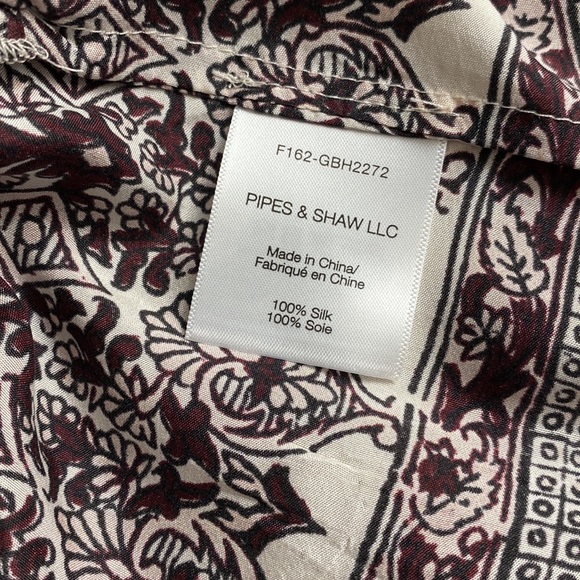 F162-GBH2272
PIPES & SHAW LLC
Made in China/
Fabriqué en Chine
100% Silk
100% Soie